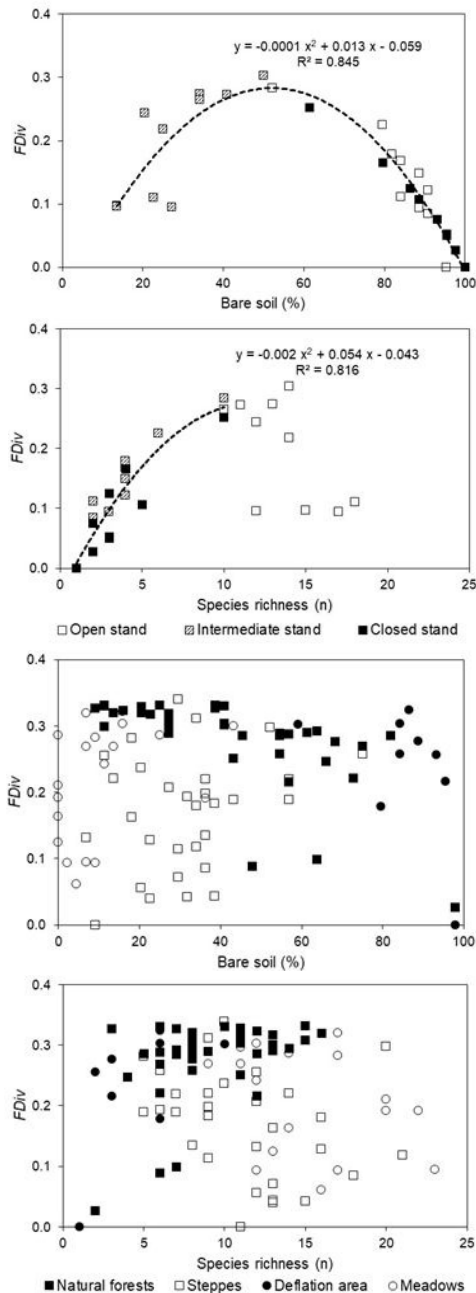 y = -0.0001 x² + 0.013 x - 0.059
R² = 0.845
0.4
0.3
0.2
0.1
0.0
FDiv
0 20 40 60 80 100
Bare soil (%)
y = -0.002 x² + 0.054 x - 0.043
R² = 0.816
0.4
0.3
0.2
0.1
0.0
FDiv
0 5 10 15 20 25
Species richness (n)
Open stand Intermediate stand Closed stand
0.4
0.3
0.2
0.1
0.0
FDiv
0 20 40 60 80 100
Bare soil (%)
0.4
0.3
0.2
0.1
0.0
FDiv
0 5 10 15 20 25
Species richness (n)
Natural forests Steppes Deflation area Meadows